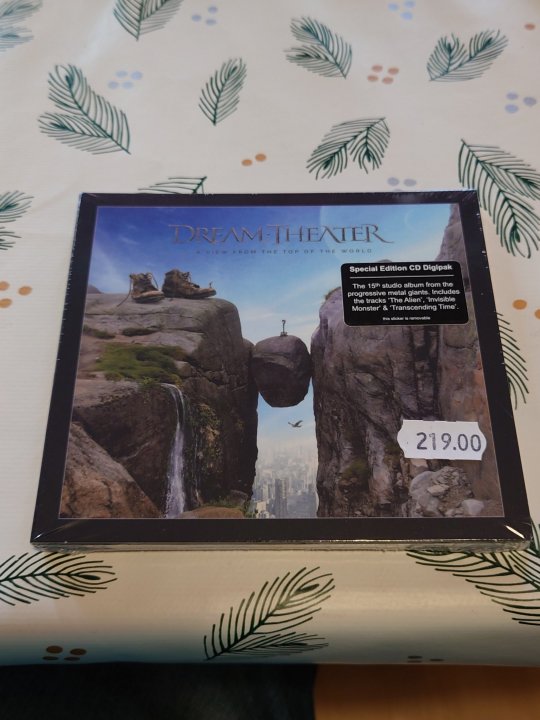 DREAM THEATER
A VIEW FROM THE TOP OF THE WORLD
Special Edition CD Digipak
The 15th studio album from the
progressive metal giants. Includes
the tracks 'The Alien', 'Invisible
Monster' & 'Transcending Time'.
this sticker is removable
219.00